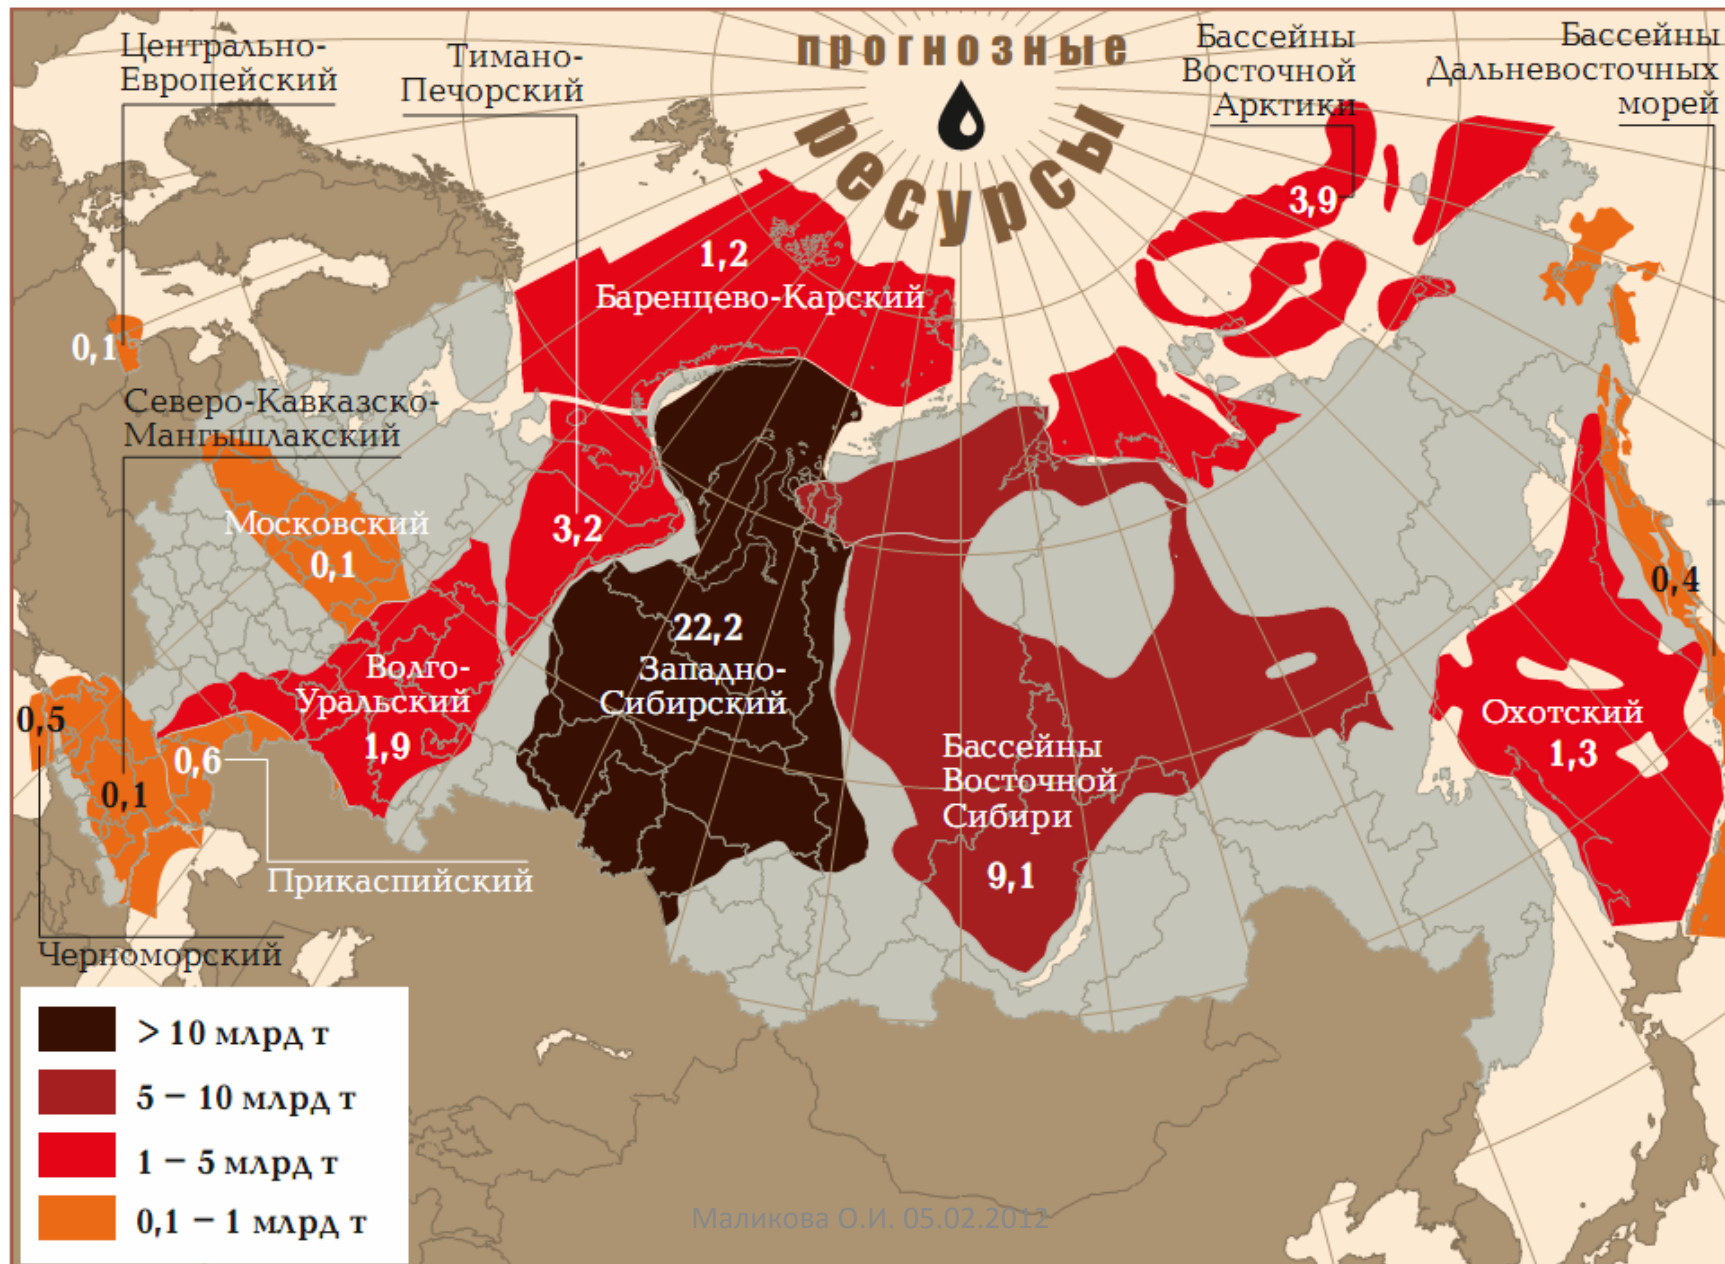 прогнозные
ресурсы
Центрально-
Европейский
0,1
Тимано-
Печорский
3,2
Бассейны
Восточной
Арктики
3,9
Бассейны
Дальневосточных
морей
0,4
1,2
Баренцево-Карский
Северо-Кавказско-
Мангышлакский
0,1
Московский
0,1
Волго-
Уральский
1,9
22,2
Западно-
Сибирский
Бассейны
Восточной
Сибири
9,1
Охотский
1,3
0,5
0,6
Прикаспийский
Черноморский
> 10 млрд т
5 – 10 млрд т
1 – 5 млрд т
0,1 – 1 млрд т
Маликова О.И. 05.02.2012